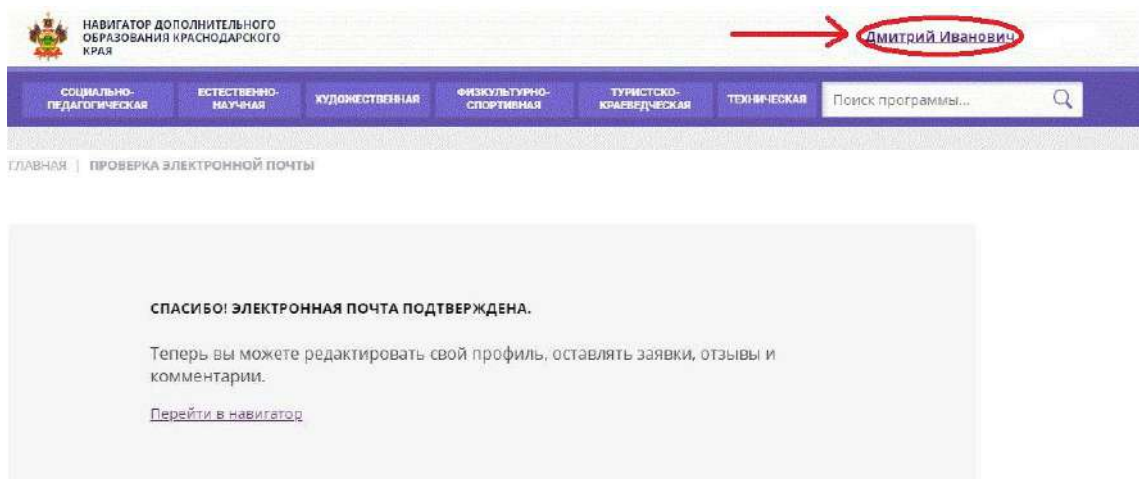 НАВИГАТОР ДОПОЛНИТЕЛЬНОГО
ОБРАЗОВАНИЯ КРАСНОДАРСКОГО
КРАЯ
Дмитрий Иванович
СОЦИАЛЬНО-
ПЕДАГОГИЧЕСКАЯ
ЕСТЕСТВЕННО-
НАУЧНАЯ
ХУДОЖЕСТВЕННАЯ
ФИЗКУЛЬТУРНО-
СПОРТИВНАЯ
ТУРИСТСКО-
КРАЕВЕДЧЕСКАЯ
ТЕХНИЧЕСКАЯ
Поиск программы...
ГЛАВНАЯ | ПРОВЕРКА ЭЛЕКТРОННОЙ ПОЧТЫ
СПАСИБО! ЭЛЕКТРОННАЯ ПОЧТА ПОДТВЕРЖДЕНА.
Теперь вы можете редактировать свой профиль, оставлять заявки, отзывы и
комментарии.
Перейти в навигатор